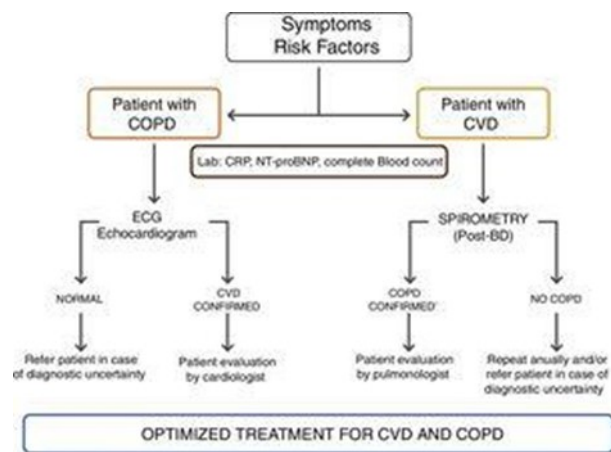 Symptoms
Risk Factors
Patient with
COPD
Patient with
CVD
Lab: CRP, NT-proBNP, complete Blood count
ECG
Echocardiogram
SPIROMETRY
(Post-BD)
NORMAL
CVD
CONFIRMED
COPD
CONFIRMED*
NO COPD
Refer patient in case
of diagnostic uncertainty
Patient evaluation
by cardiologist
Patient evaluation
by pulmonologist
Repeat anually and/or
refer patient in case of
diagnostic uncertainty
OPTIMIZED TREATMENT FOR CVD AND COPD